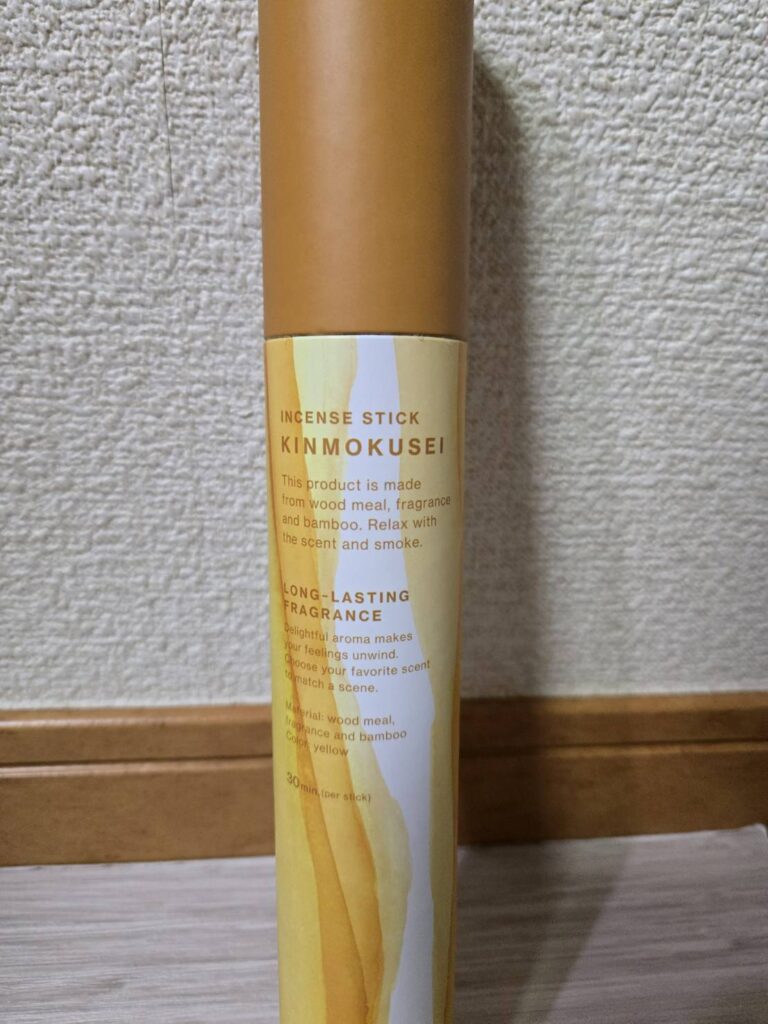 INCENSE STICK
KINMOKUSEI
This product is made
from wood meal, fragrance
and bamboo. Relax with
the scent and smoke.
LONG-LASTING
FRAGRANCE
Delightful aroma makes
your feelings unwind.
Choose your favorite scent
to match a scene.
Material: wood meal,
fragrance and bamboo
Color: yellow
30min.(per stick)